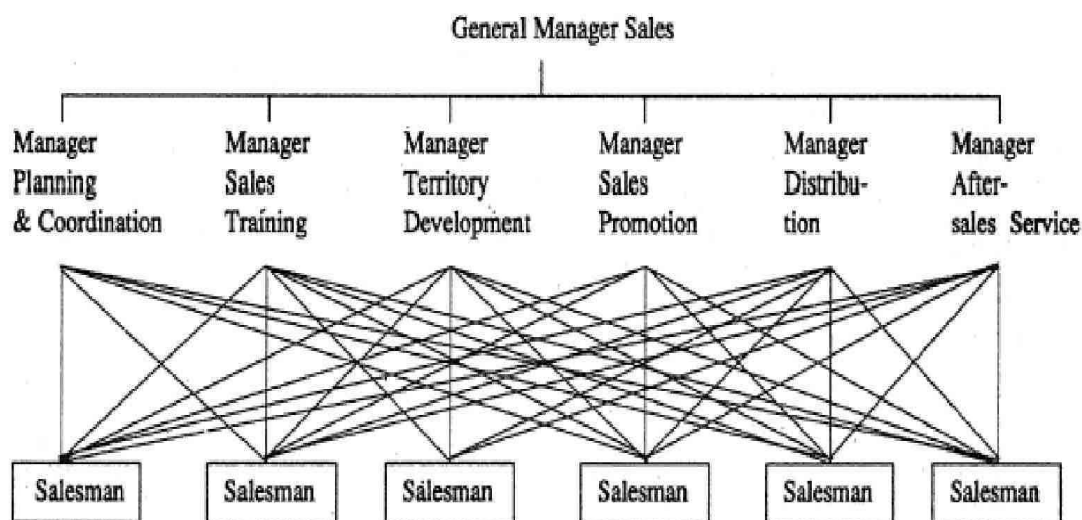 General Manager Sales
Manager
Planning
& Coordination
Manager
Sales
Training
Manager
Territory
Development
Manager
Sales
Promotion
Manager
Distribu-
tion
Manager
After-
sales Service
Salesman
Salesman
Salesman
Salesman
Salesman
Salesman